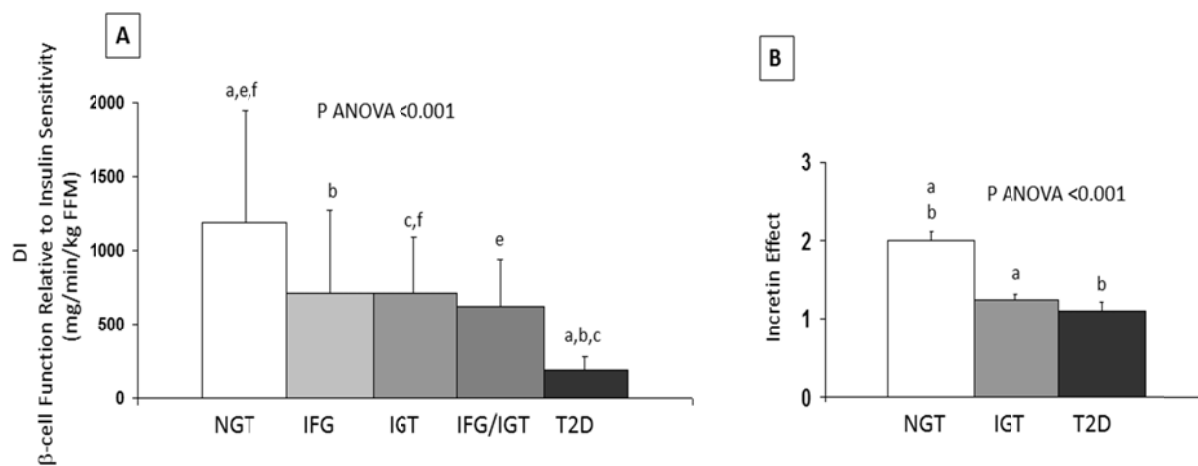 A
DI
β-cell Function Relative to Insulin Sensitivity
(mg/min/kg FFM)
2000
1500
1000
500
0
P ANOVA <0.001
a,e,f
b
c,f
e
a,b,c
NGT IFG IGT IFG/IGT T2D
B
Incretin Effect
3
2
1
0
P ANOVA <0.001
a
b
a
b
NGT IGT T2D